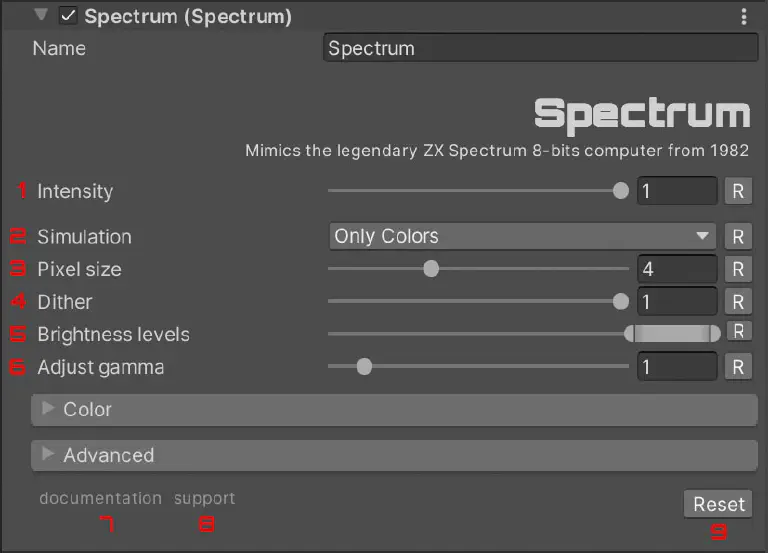 Spectrum (Spectrum)
Name Spectrum
Spectrum
Mimics the legendary ZX Spectrum 8-bits computer from 1982
1 Intensity 1 R
2 Simulation Only Colors R
3 Pixel size 4 R
4 Dither 1 R
5 Brightness levels R
6 Adjust gamma 1 R
Color
Advanced
documentation support Reset
7 8 9